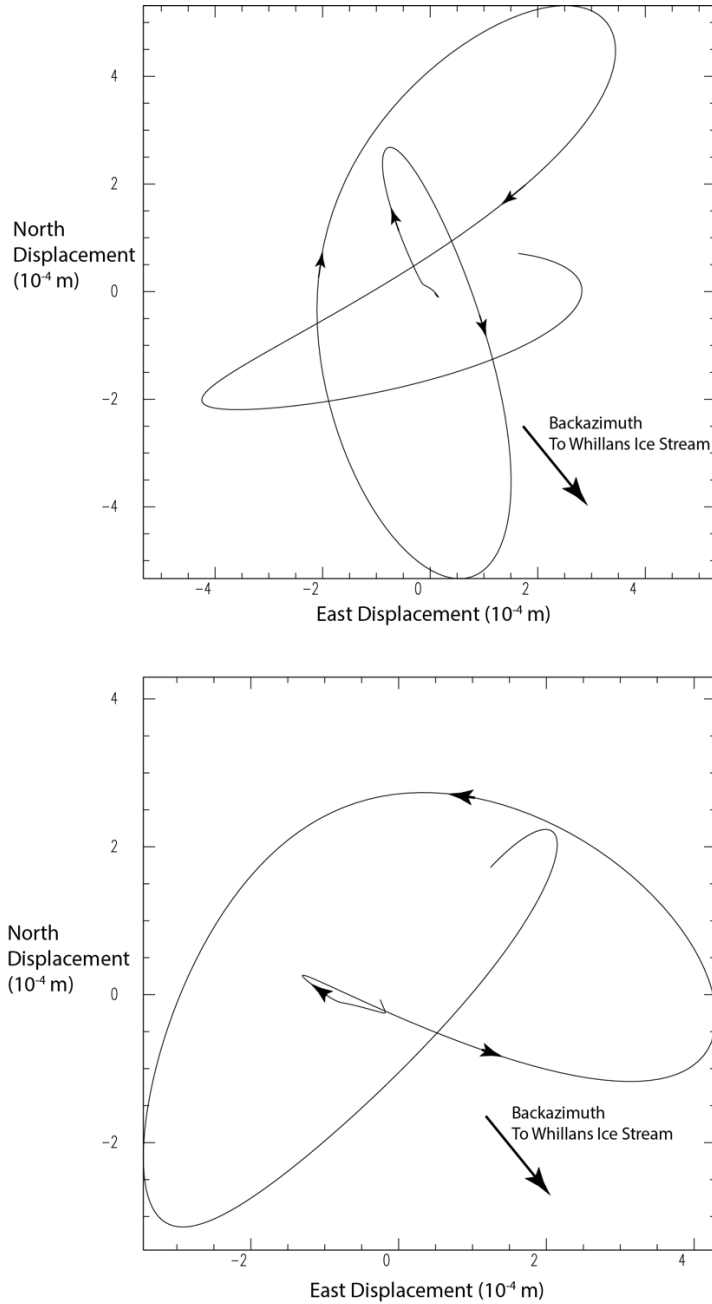 4
2
North
Displacement
(10⁻⁴ m)
0
−2
Backazimuth
To Whillans Ice Stream
−4
−4 −2 0 2 4
East Displacement (10⁻⁴ m)
4
2
North
Displacement
(10⁻⁴ m)
0
Backazimuth
To Whillans Ice Stream
−2
−2 0 2 4
East Displacement (10⁻⁴ m)